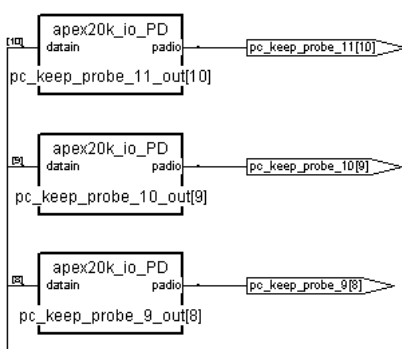 apex20k_io_PD
[10] datain padio pc_keep_probe_11[10]
pc_keep_probe_11_out[10]
apex20k_io_PD
[9] datain padio pc_keep_probe_10[9]
pc_keep_probe_10_out[9]
apex20k_io_PD
[8] datain padio pc_keep_probe_9[8]
pc_keep_probe_9_out[8]